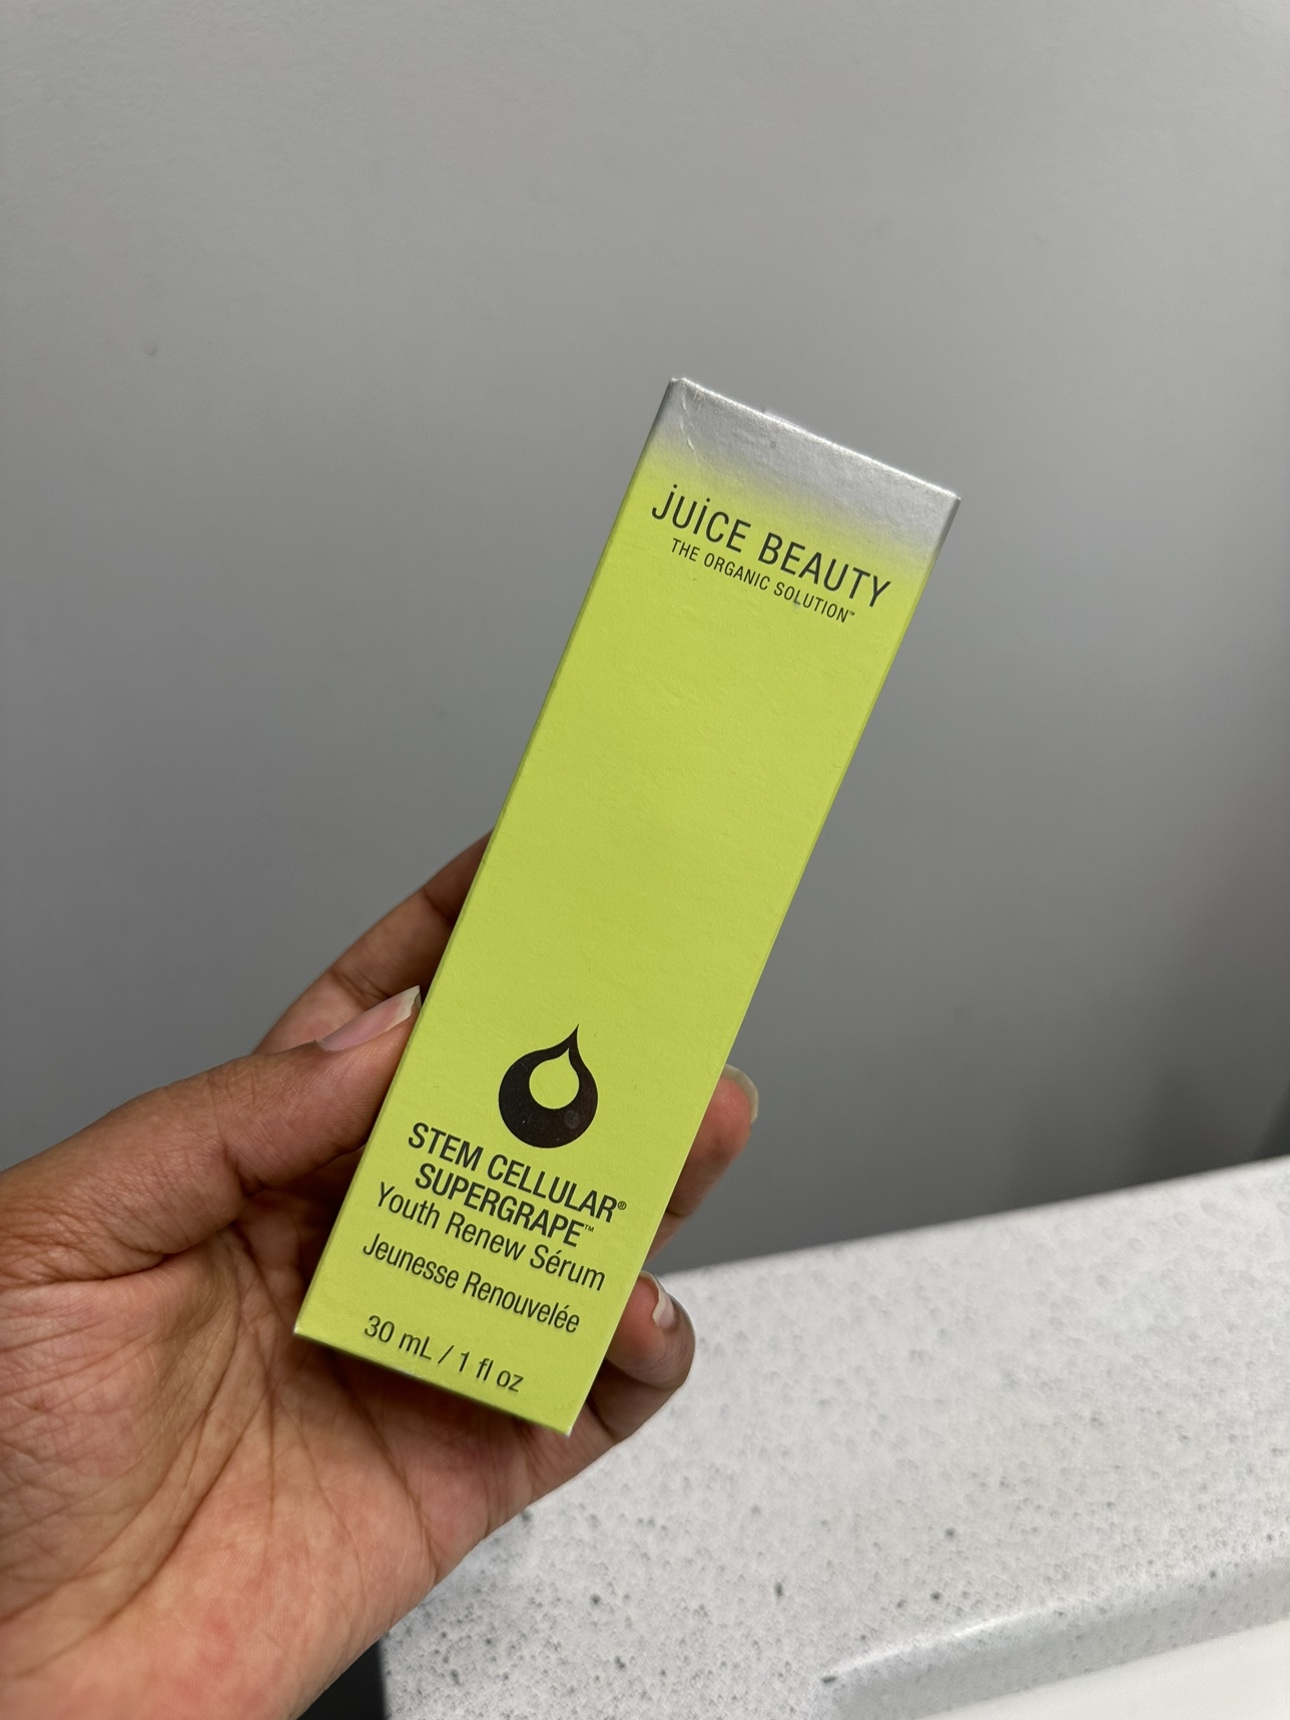 juice BEAUTY
THE ORGANIC SOLUTION™
STEM CELLULAR®
SUPERGRAPE™
Youth Renew Sérum
Jeunesse Renouvelée
30 mL / 1 fl oz